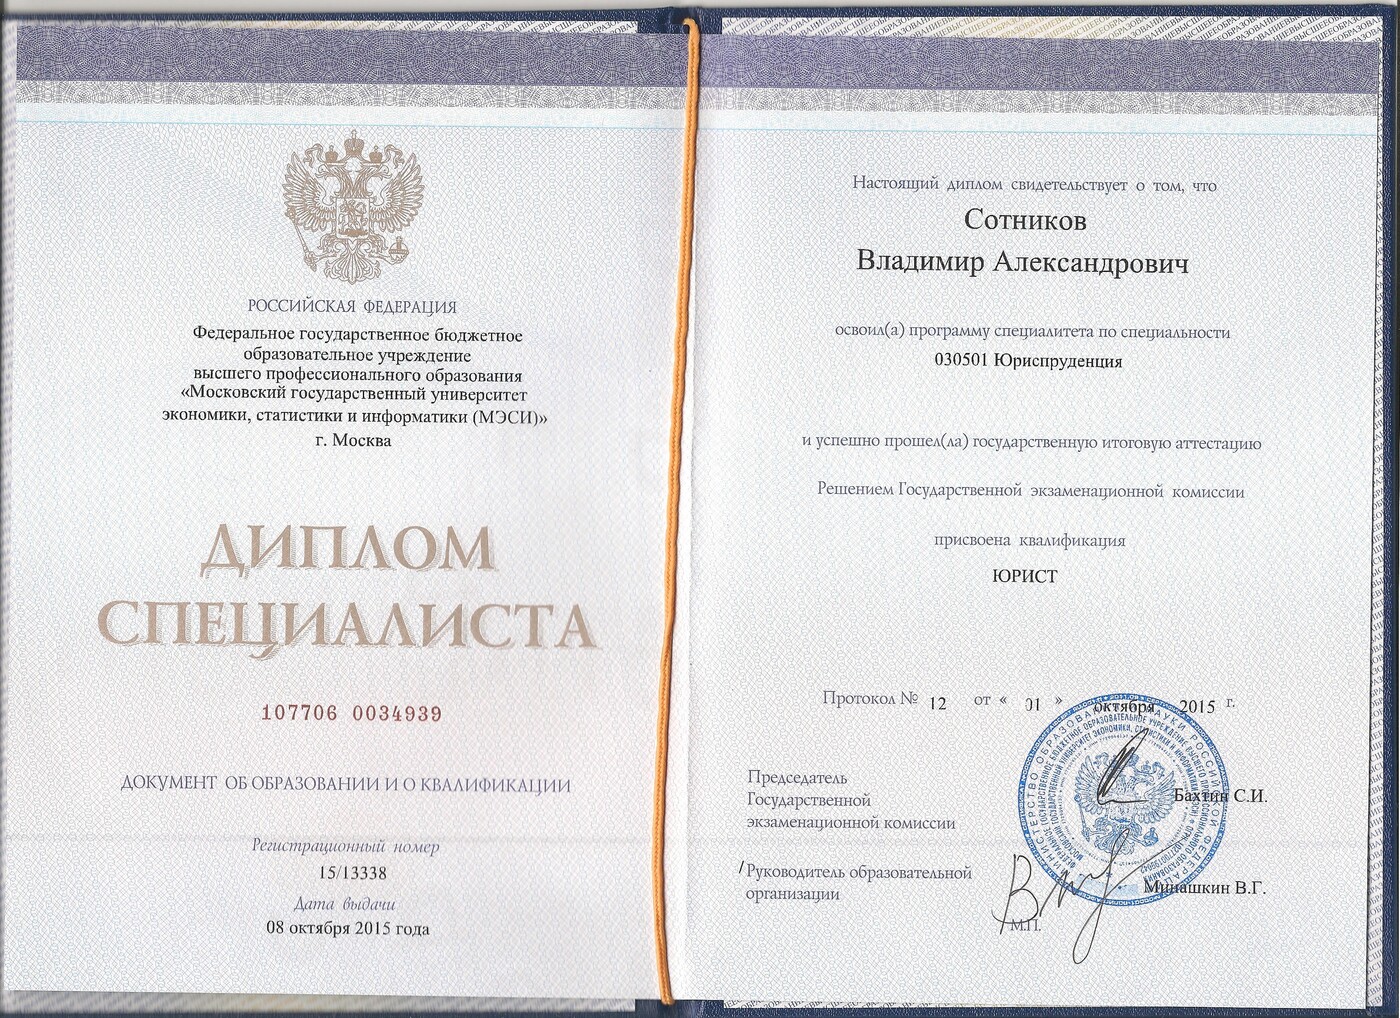 РОССИЙСКАЯ ФЕДЕРАЦИЯ
Федеральное государственное бюджетное
образовательное учреждение
высшего профессионального образования
«Московский государственный университет
экономики, статистики и информатики (МЭСИ)»
г. Москва
ДИПЛОМ
СПЕЦИАЛИСТА
107706 0034939
ДОКУМЕНТ ОБ ОБРАЗОВАНИИ И О КВАЛИФИКАЦИИ
Регистрационный номер
15/13338
Дата выдачи
08 октября 2015 года
Настоящий диплом свидетельствует о том, что
Сотников
Владимир Александрович
освоил(а) программу специалитета по специальности
030501 Юриспруденция
и успешно прошел(ла) государственную итоговую аттестацию
Решением Государственной экзаменационной комиссии
присвоена квалификация
ЮРИСТ
Протокол № 12 от « 01 » октября 2015 г.
Председатель
Государственной
экзаменационной комиссии
Бахтин С.И.
Руководитель образовательной
организации
Минашкин В.Г.
М.П.